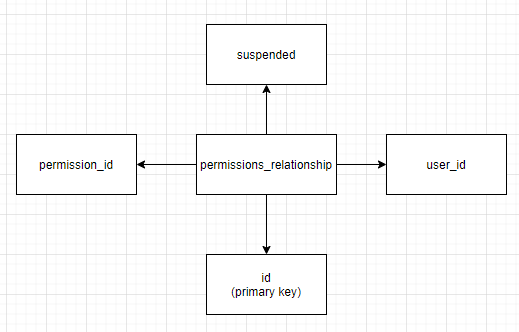 suspended
permission_id
permissions_relationship
user_id
id
(primary key)